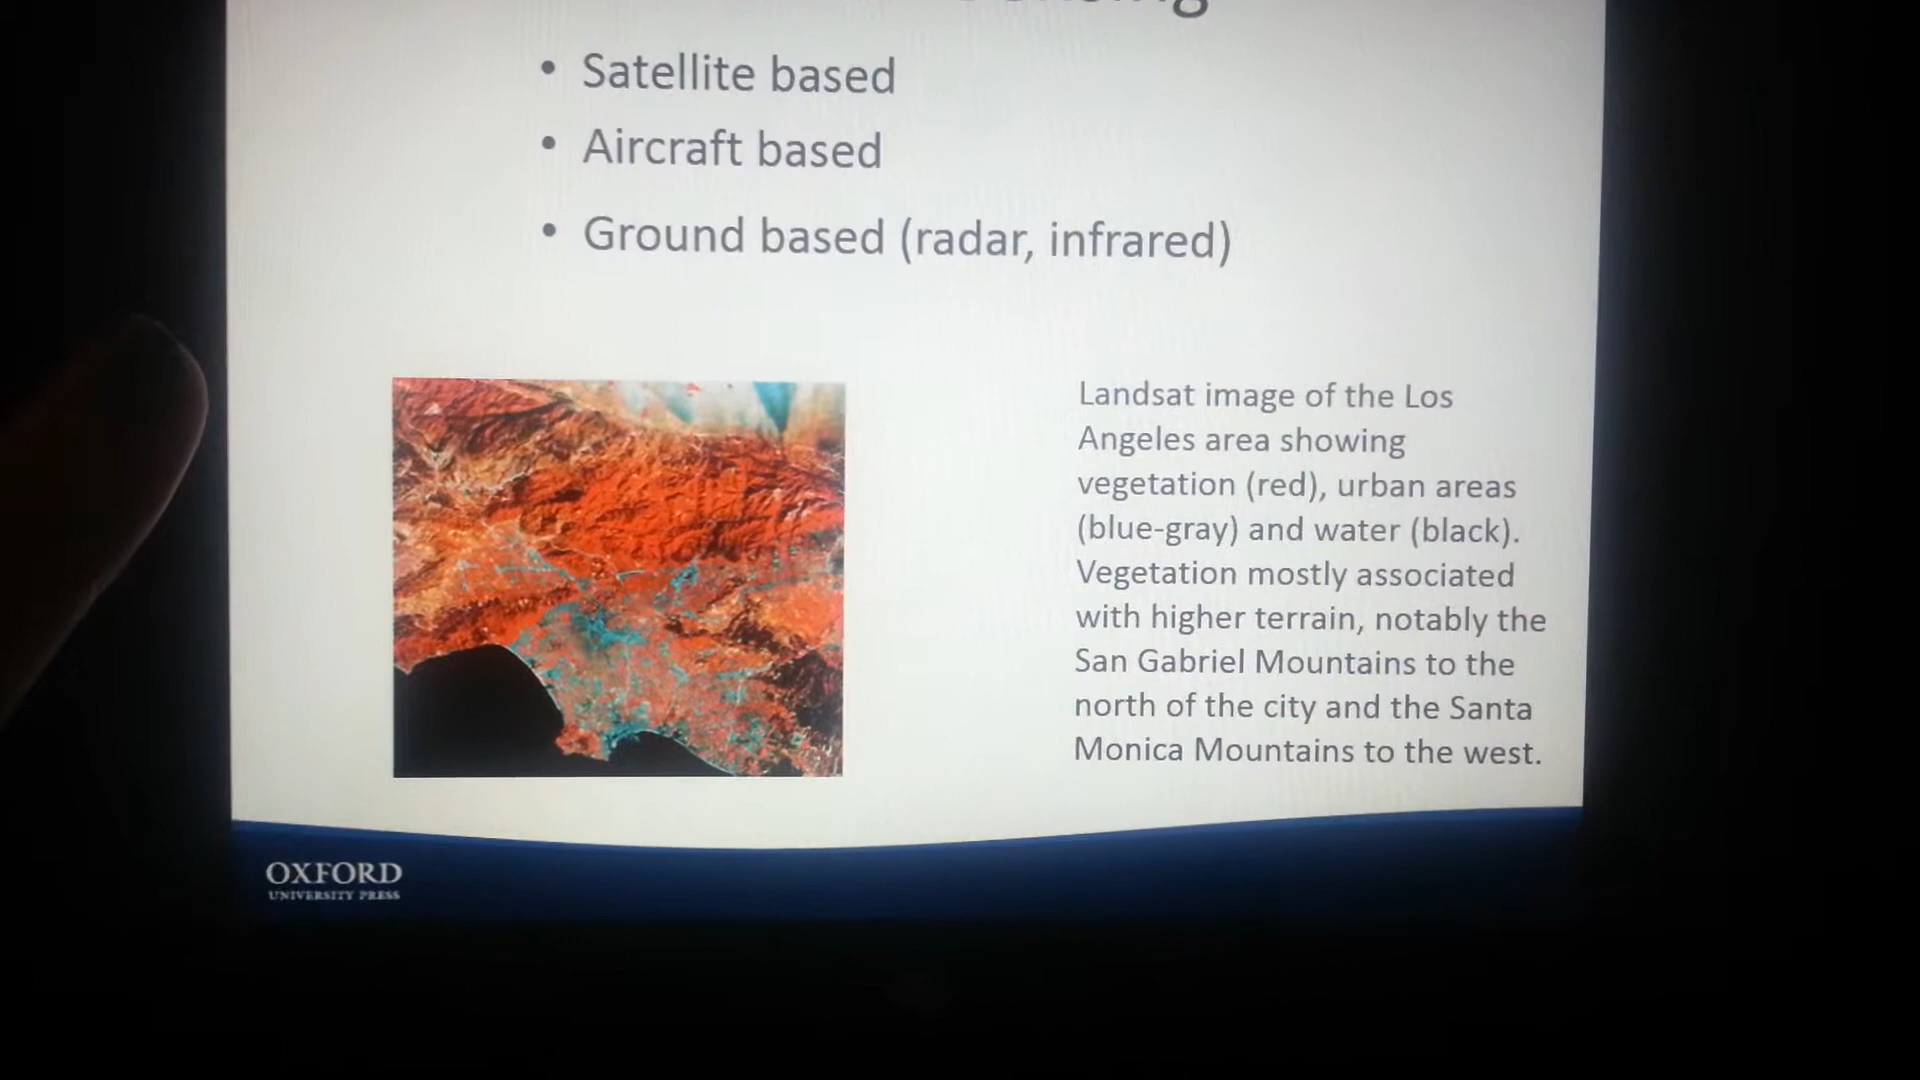 • Satellite based
• Aircraft based
• Ground based (radar, infrared)
Landsat image of the Los
Angeles area showing
vegetation (red), urban areas
(blue-gray) and water (black).
Vegetation mostly associated
with higher terrain, notably the
San Gabriel Mountains to the
north of the city and the Santa
Monica Mountains to the west.
OXFORD
UNIVERSITY PRESS